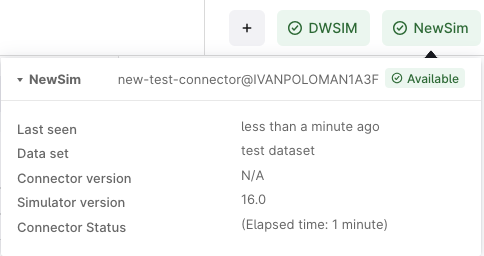 + DWSIM NewSim
NewSim new-test-connector@IVANPOLOMAN1A3F Available
Last seen less than a minute ago
Data set test dataset
Connector version N/A
Simulator version 16.0
Connector Status (Elapsed time: 1 minute)